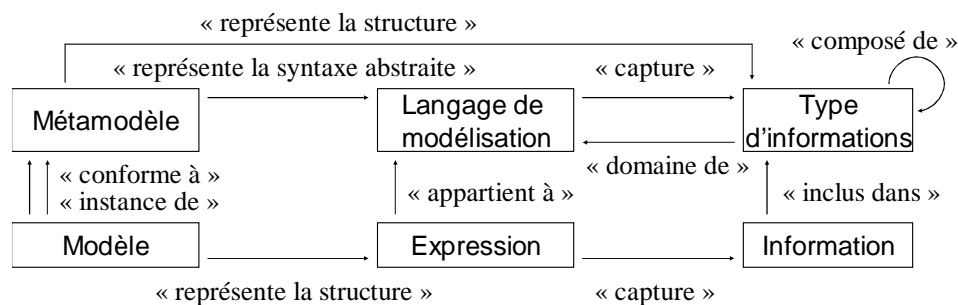 « représente la structure »
« composé de »
« représente la syntaxe abstraite »
« capture »
Métamodèle
Langage de
modélisation
Type
d’informations
« conforme à »
« instance de »
« appartient à »
« domaine de »
« inclus dans »
Modèle
Expression
Information
« représente la structure »
« capture »